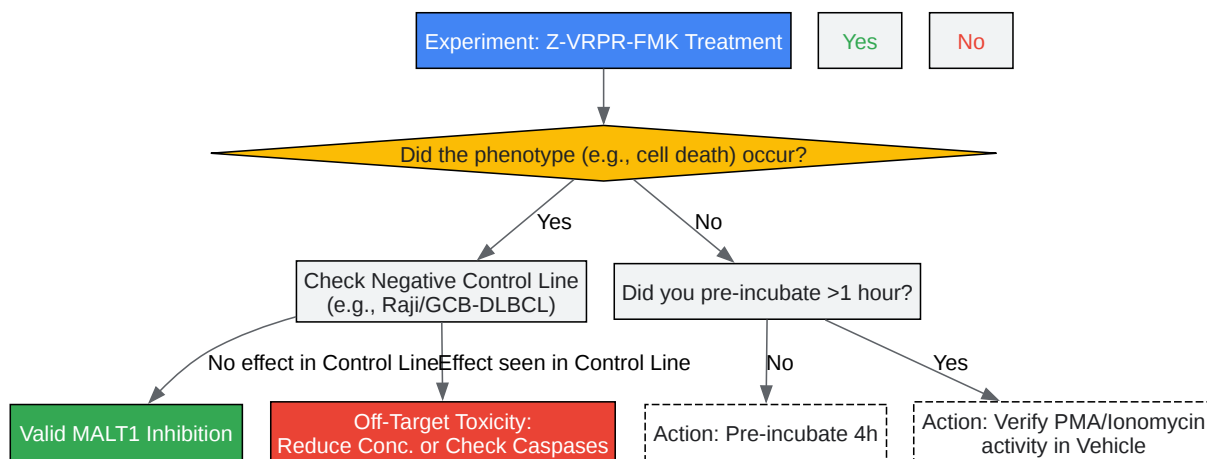 Experiment: Z-VRPR-FMK Treatment
Yes
No
Did the phenotype (e.g., cell death) occur?
Yes
No
Check Negative Control Line
(e.g., Raji/GCB-DLBCL)
Did you pre-incubate >1 hour?
No effect in Control Line
Effect seen in Control Line
No
Yes
Valid MALT1 Inhibition
Off-Target Toxicity:
Reduce Conc. or Check Caspases
Action: Pre-incubate 4h
Action: Verify PMA/Ionomycin
activity in Vehicle